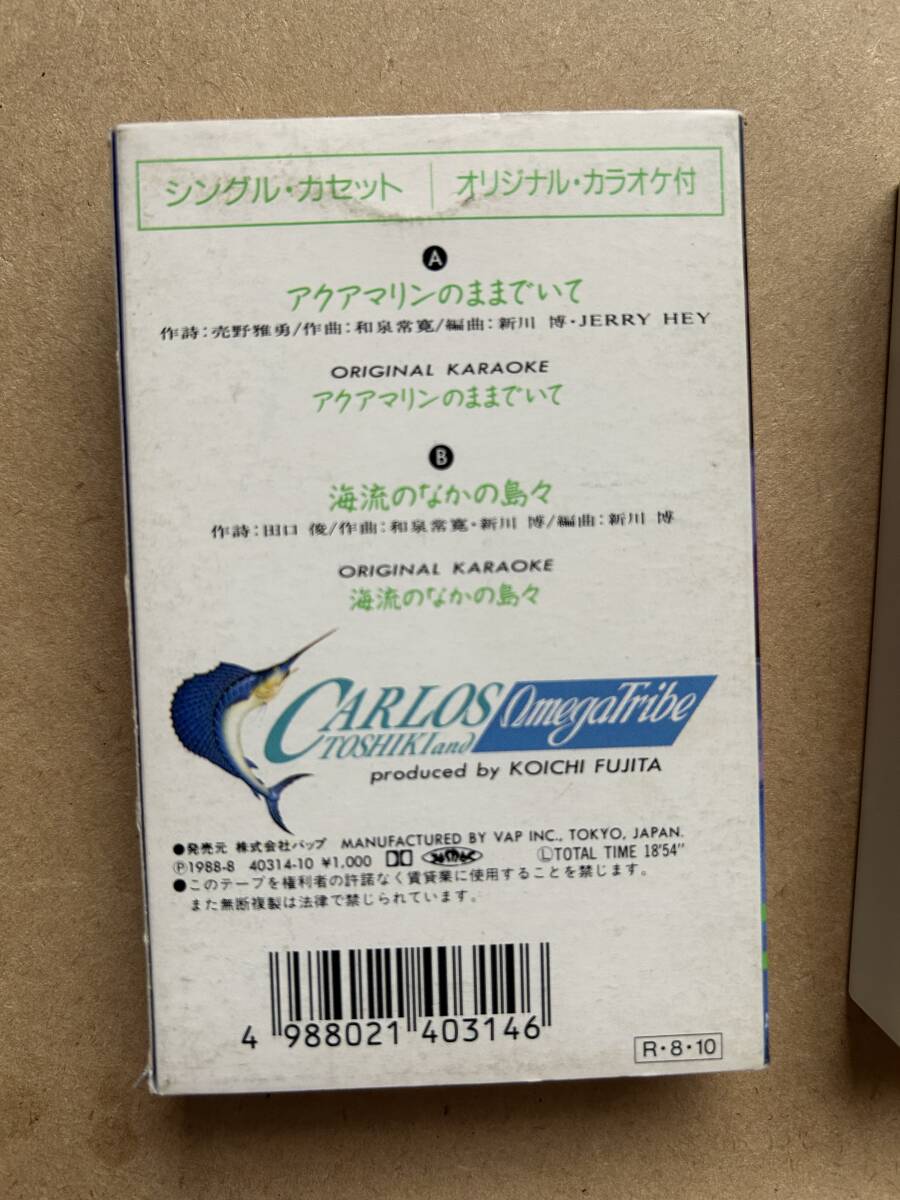 シングル・カセット | オリジナル・カラオケ付
A
アクアマリンのままでいて
作詩:売野雅勇/作曲:和泉常寛/編曲:新川 博・JERRY HEY
ORIGINAL KARAOKE
アクアマリンのままでいて
B
海流のなかの島々
作詩:田口 俊/作曲:和泉常寛・新川 博/編曲:新川 博
ORIGINAL KARAOKE
海流のなかの島々
CARLOS TOSHIKI and ΩmegaTribe
produced by KOICHI FUJITA
●発売元 株式会社バップ MANUFACTURED BY VAP INC., TOKYO, JAPAN.
Ⓟ1988-8 40314-10 ¥1,000 ⓁTOTAL TIME 18'54"
●このテープを権利者の許諾なく賃貸業に使用することを禁じます。
また無断複製は法律で禁じられています。
4 988021 403146
R・8・10